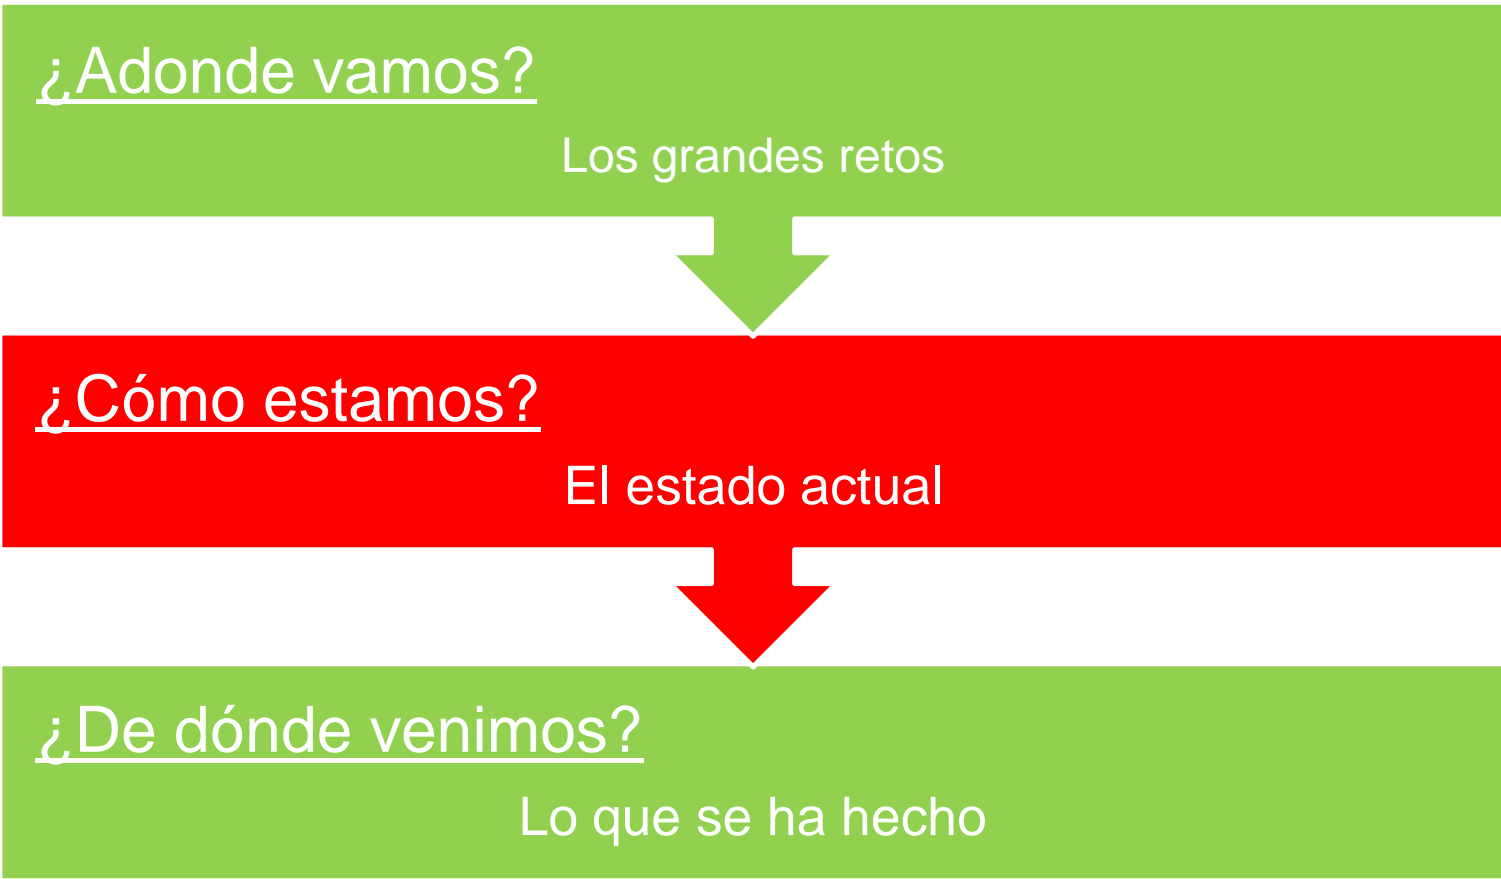 ¿Adonde vamos?
Los grandes retos
¿Cómo estamos?
El estado actual
¿De dónde venimos?
Lo que se ha hecho